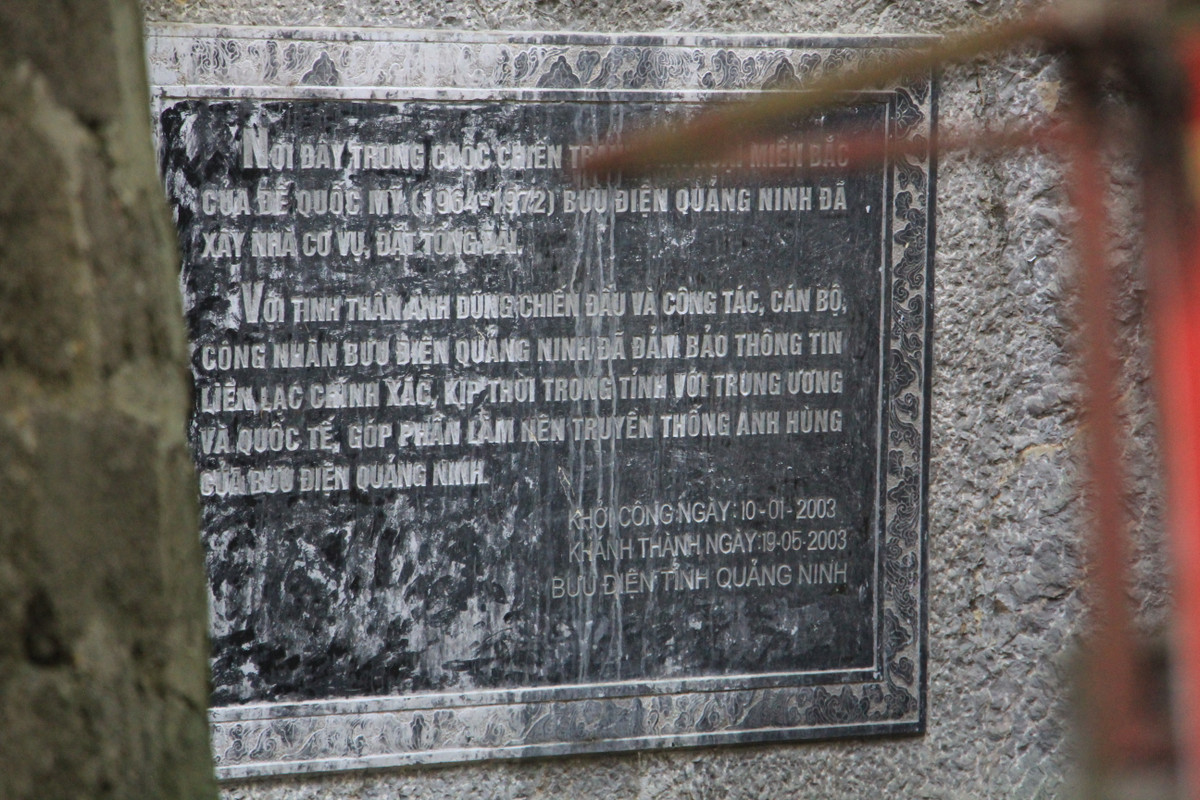 NƠI ĐÂY TRONG CUỘC CHIẾN MIỀN BẮC
CỦA ĐẾ QUỐC MỸ (1964-1972) BƯU ĐIỆN QUẢNG NINH ĐÃ
XÂY NHÀ CƠ VỤ, ĐẶT TỔNG ĐÀI.
VỚI TINH THẦN ANH DŨNG CHIẾN ĐẤU VÀ CÔNG TÁC, CÁN BỘ,
CÔNG NHÂN BƯU ĐIỆN QUẢNG NINH ĐÃ ĐẢM BẢO THÔNG TIN
LIÊN LẠC CHÍNH XÁC, KỊP THỜI TRONG TỈNH VỚI TRUNG ƯƠNG
VÀ QUỐC TẾ, GÓP PHẦN LÀM NÊN TRUYỀN THỐNG ANH HÙNG
CỦA BƯU ĐIỆN QUẢNG NINH.
KHỞI CÔNG NGÀY: 10-01-2003
KHÁNH THÀNH NGÀY: 19-05-2003
BƯU ĐIỆN TỈNH QUẢNG NINH